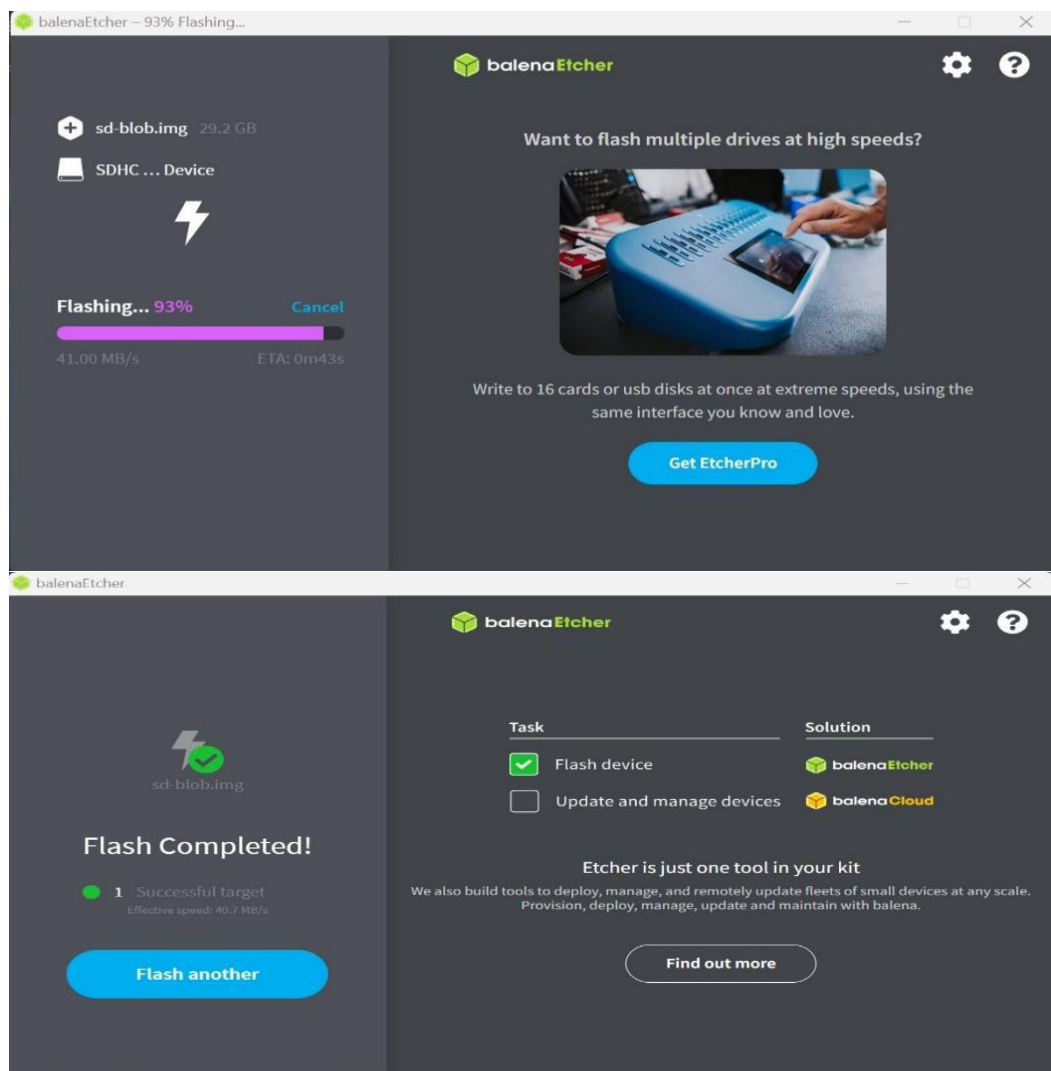 balenaEtcher – 93% Flashing...
balenaEtcher
sd-blob.img 29.2 GB
SDHC ... Device
Flashing... 93% Cancel
41.00 MB/s ETA: 0m43s
Want to flash multiple drives at high speeds?
Write to 16 cards or usb disks at once at extreme speeds, using the
same interface you know and love.
Get EtcherPro
balenaEtcher
balenaEtcher
sd-blob.img
Flash Completed!
1 Successful target
Effective speed: 40.7 MB/s
Flash another
Task Solution
Flash device balenaEtcher
Update and manage devices balenaCloud
Etcher is just one tool in your kit
We also build tools to deploy, manage, and remotely update fleets of small devices at any scale.
Provision, deploy, manage, update and maintain with balena.
Find out more